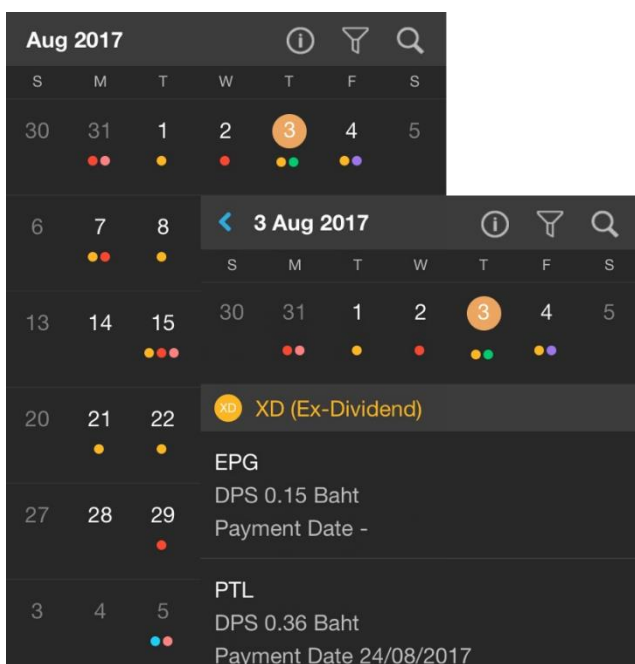 Aug 2017
S M T W T F S
30 31 1 2 3 4 5
6 7 8
13 14 15
20 21 22
27 28 29
3 4 5
3 Aug 2017
S M T W T F S
30 31 1 2 3 4 5
XD XD (Ex-Dividend)
EPG
DPS 0.15 Baht
Payment Date -
PTL
DPS 0.36 Baht
Payment Date 24/08/2017